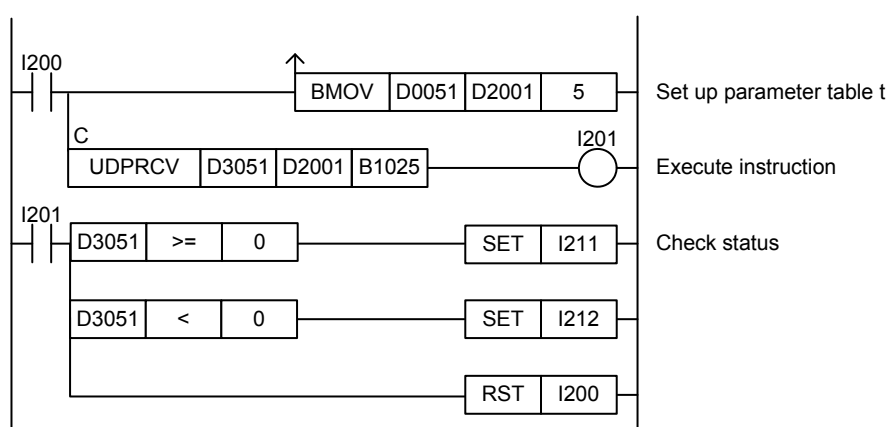 I200
BMOV D0051 D2001 5 Set up parameter table t
C
I201
UDPRCV D3051 D2001 B1025 Execute instruction
I201
D3051 >= 0 SET I211 Check status
D3051 < 0 SET I212
RST I200